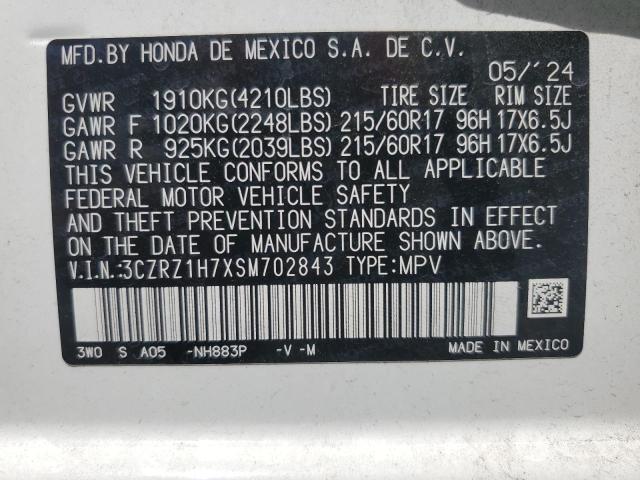 MFD.BY HONDA DE MEXICO S.A. DE C.V.
05/'24
GVWR 1910KG(4210LBS) TIRE SIZE RIM SIZE
GAWR F 1020KG(2248LBS) 215/60R17 96H 17X6.5J
GAWR R 925KG(2039LBS) 215/60R17 96H 17X6.5J
THIS VEHICLE CONFORMS TO ALL APPLICABLE
FEDERAL MOTOR VEHICLE SAFETY
AND THEFT PREVENTION STANDARDS IN EFFECT
ON THE DATE OF MANUFACTURE SHOWN ABOVE.
V.I.N.:3CZRZ1H7XSM702843 TYPE:MPV
3W0 S A05 -NH883P -V -M MADE IN MEXICO